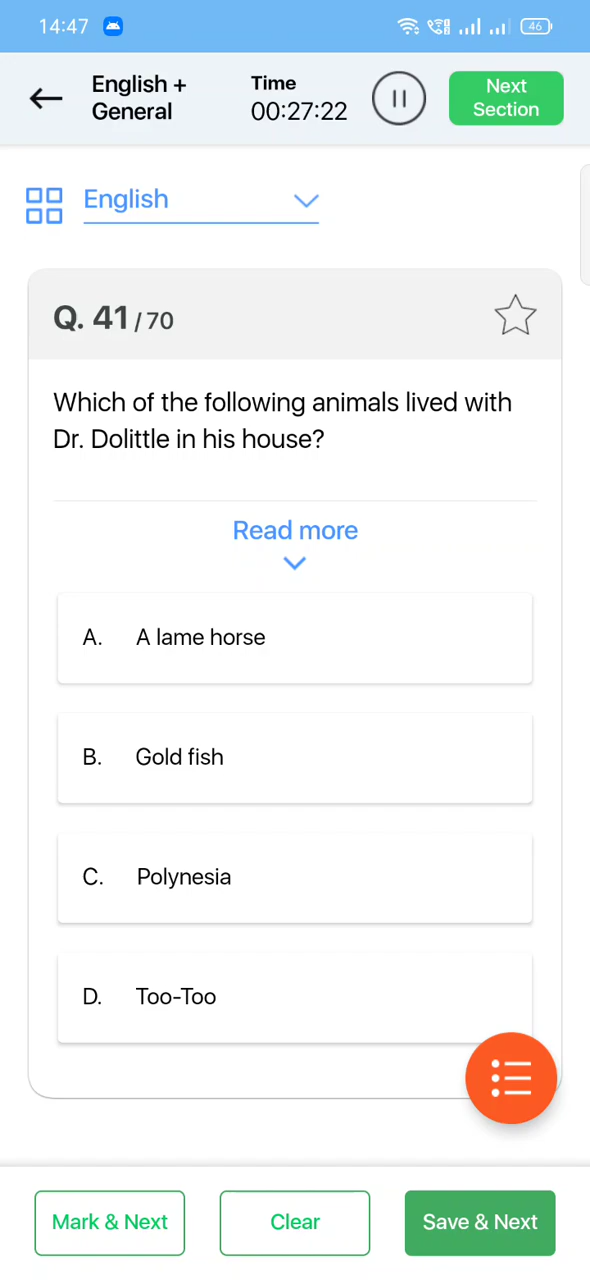 14:47
46
English +
General
Time
00:27:22
Next
Section
English
Q. 41 / 70
Which of the following animals lived with
Dr. Dolittle in his house?
Read more
A. A lame horse
B. Gold fish
C. Polynesia
D. Too-Too
Mark & Next
Clear
Save & Next